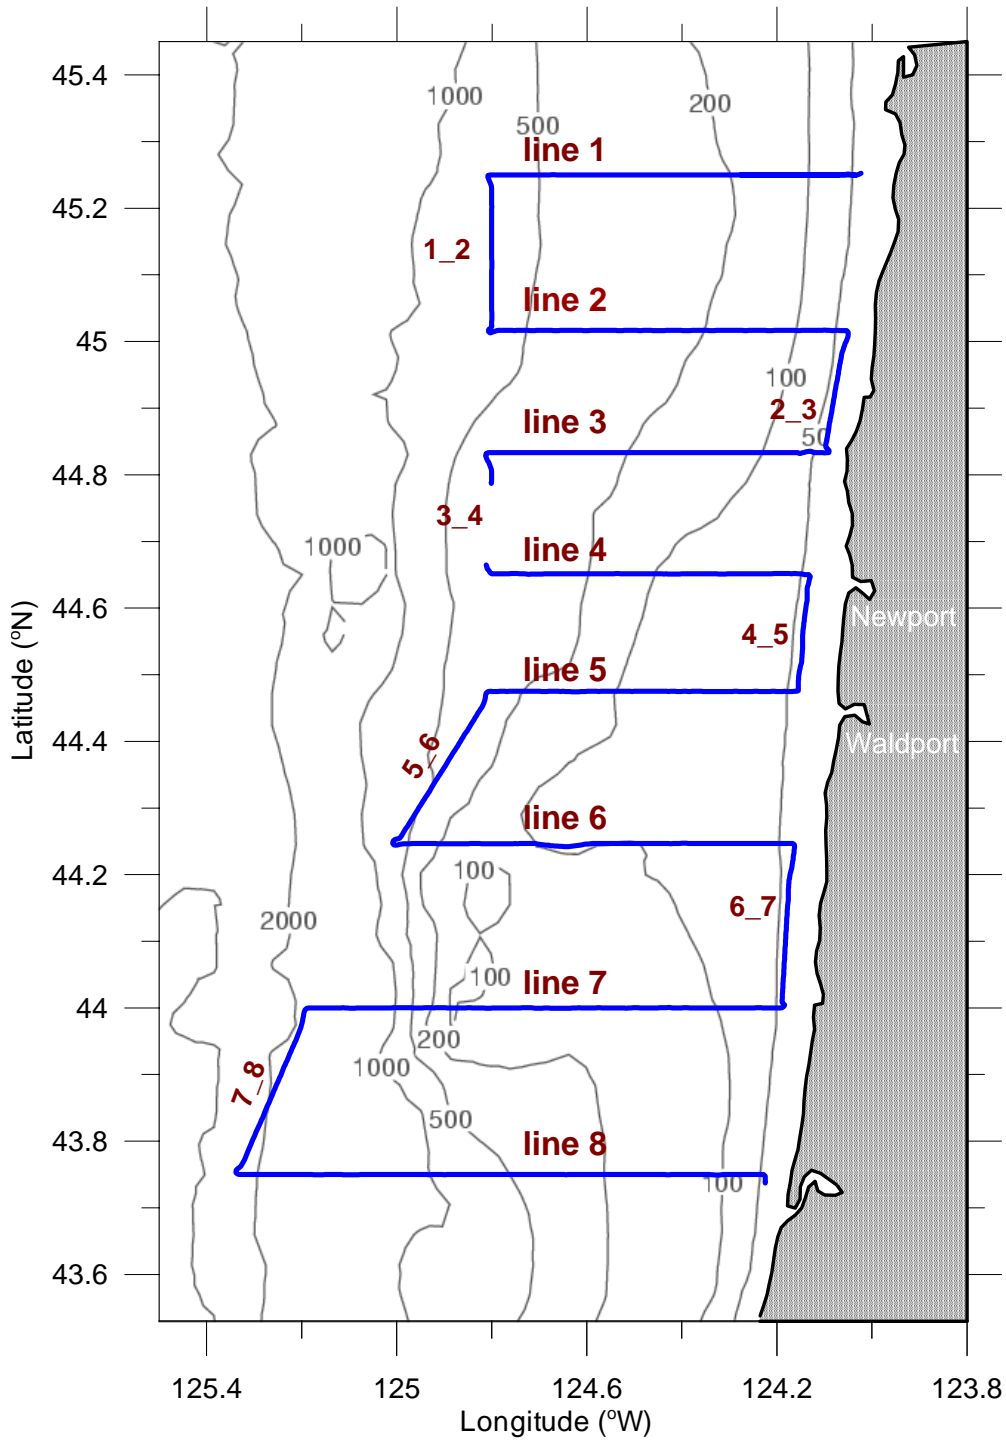 45.4
1000
200
500
line 1
45.2
1_2
line 2
45
100
2_3
line 3
50
44.8
3_4
1000
line 4
44.6
Newport
4_5
line 5
44.4
Waldport
5_6
line 6
44.2
100
6_7
2000
100
line 7
44
200
1000
7_8
500
43.8
line 8
100
43.6
Latitude (°N)
125.4
125
124.6
124.2
123.8
Longitude (°W)